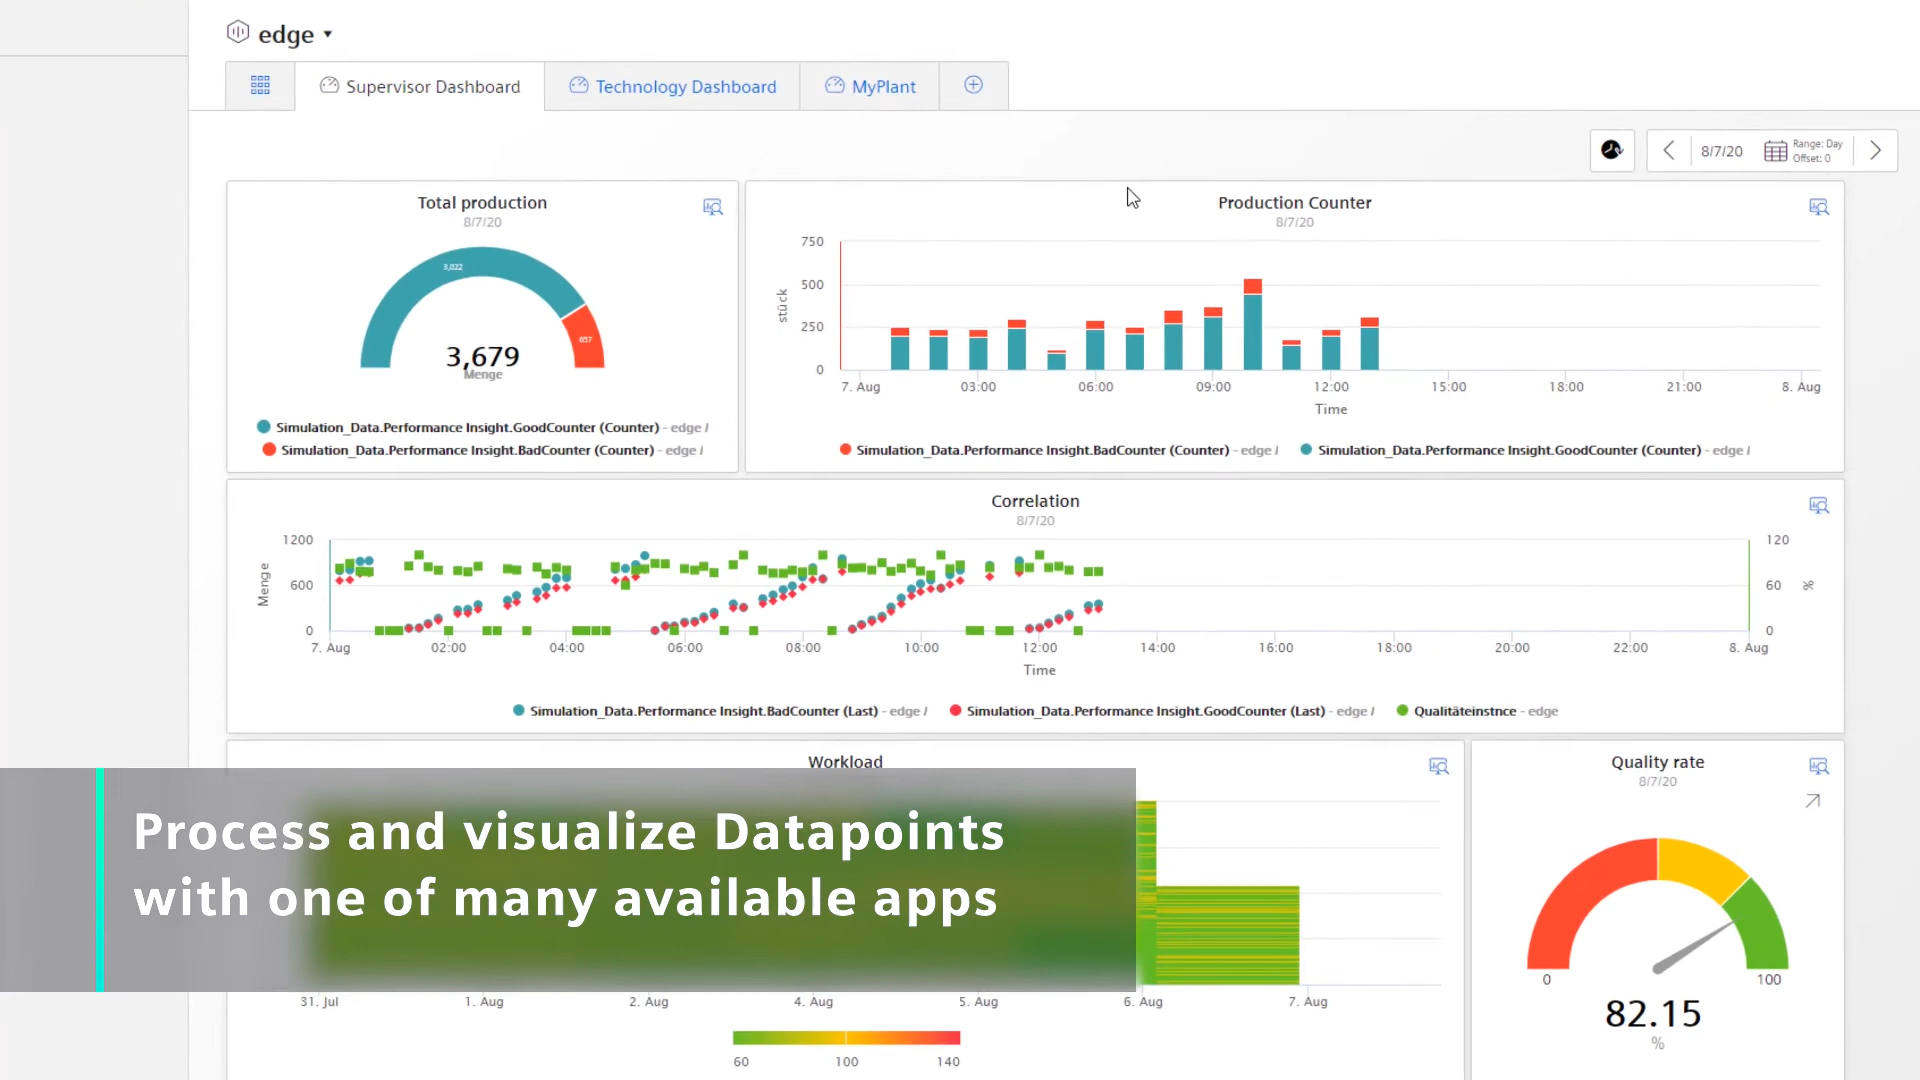 edge
Supervisor Dashboard
Technology Dashboard
MyPlant
8/7/20
Range: Day
Offset: 0
Total production
8/7/20
3,022
657
3,679
Menge
Simulation_Data.Performance Insight.GoodCounter (Counter) - edge /
Simulation_Data.Performance Insight.BadCounter (Counter) - edge /
Production Counter
8/7/20
stück
750
500
250
0
7. Aug 03:00 06:00 09:00 12:00 15:00 18:00 21:00 8. Aug
Time
Simulation_Data.Performance Insight.BadCounter (Counter) - edge / Simulation_Data.Performance Insight.GoodCounter (Counter) - edge /
Correlation
8/7/20
Menge
1200
600
0
120
60
0
%
7. Aug 02:00 04:00 06:00 08:00 10:00 12:00 14:00 16:00 18:00 20:00 22:00 8. Aug
Time
Simulation_Data.Performance Insight.BadCounter (Last) - edge / Simulation_Data.Performance Insight.GoodCounter (Last) - edge / Qualitäteinstnce - edge
Workload
Process and visualize Datapoints
with one of many available apps
31. Jul 1. Aug 2. Aug 4. Aug 5. Aug 6. Aug 7. Aug
60 100 140
Quality rate
8/7/20
0 100
82.15
%